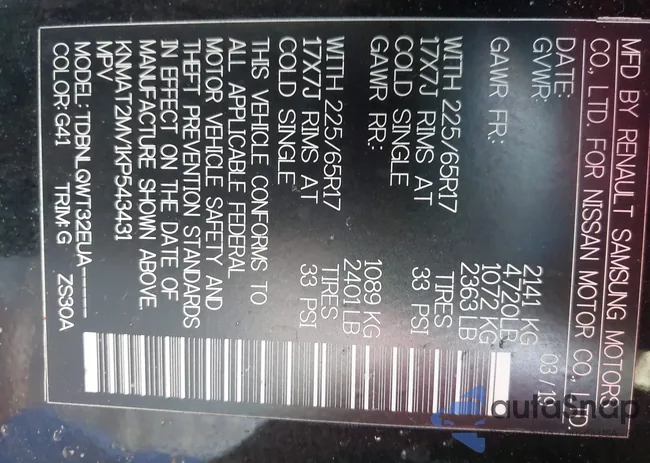 MFD BY RENAULT SAMSUNG MOTORS
CO., LTD. FOR NISSAN MOTOR CO., LTD.
DATE: 03/19
GVWR: 2141 KG
4720LB
GAWR FR: 1072 KG
2363 LB
WITH 225/65R17 TIRES
17X7J RIMS AT 33 PSI
COLD SINGLE
GAWR RR: 1089 KG
2401 LB
WITH 225/65R17 TIRES
17X7J RIMS AT 33 PSI
COLD SINGLE
THIS VEHICLE CONFORMS TO
ALL APPLICABLE FEDERAL
MOTOR VEHICLE SAFETY AND
THEFT PREVENTION STANDARDS
IN EFFECT ON THE DATE OF
MANUFACTURE SHOWN ABOVE.
KNMAT2MV1KP543431
MPV
MODEL: TDBNLQWT32EUA-----
COLOR:G41 TRIM:G ZS30A
autoSnap